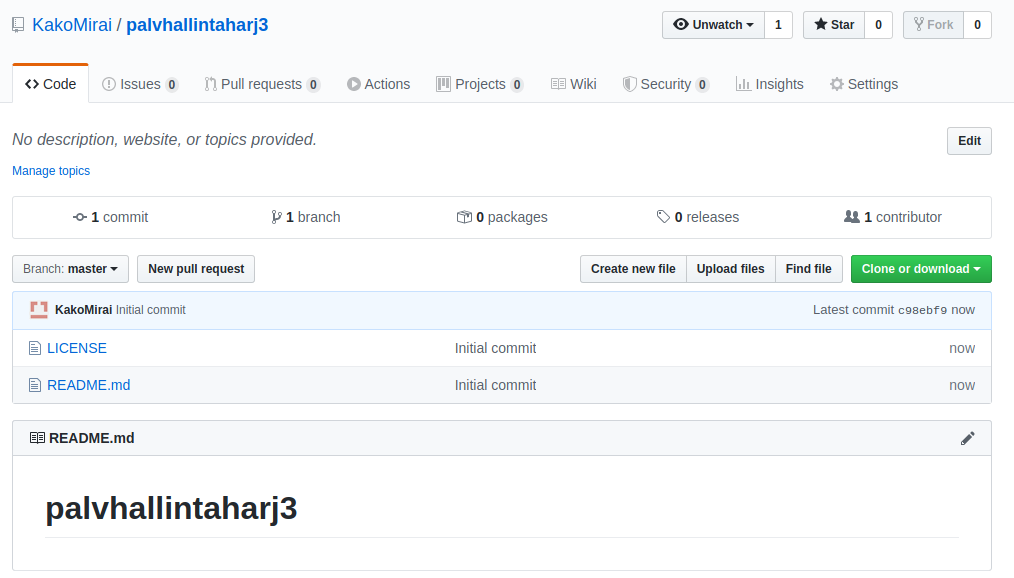 KakoMirai / palvhallintaharj3 Unwatch 1 Star 0 Fork 0
Code Issues 0 Pull requests 0 Actions Projects 0 Wiki Security 0 Insights Settings
No description, website, or topics provided. Edit
Manage topics
1 commit 1 branch 0 packages 0 releases 1 contributor
Branch: master New pull request Create new file Upload files Find file Clone or download
KakoMirai Initial commit Latest commit c98ebf9 now
LICENSE Initial commit now
README.md Initial commit now
README.md
palvhallintaharj3